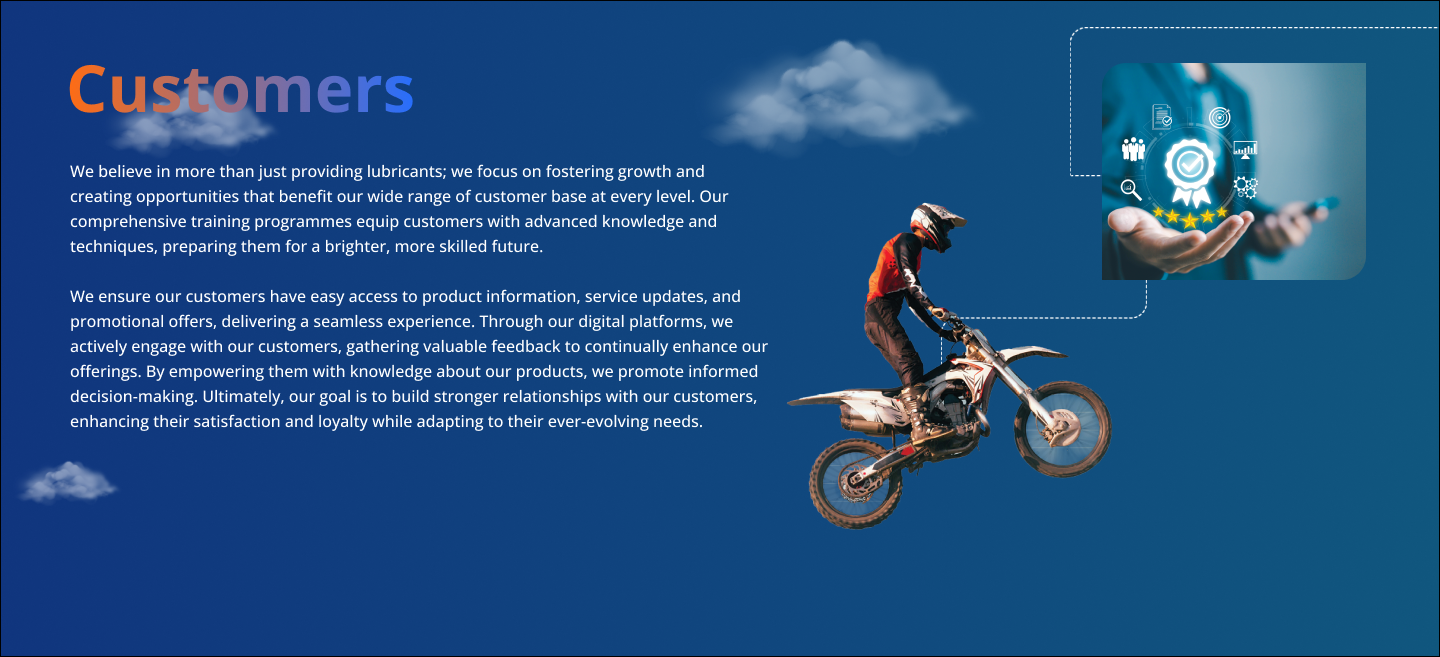 Customers
We believe in more than just providing lubricants; we focus on fostering growth and
creating opportunities that benefit our wide range of customer base at every level. Our
comprehensive training programmes equip customers with advanced knowledge and
techniques, preparing them for a brighter, more skilled future.
We ensure our customers have easy access to product information, service updates, and
promotional offers, delivering a seamless experience. Through our digital platforms, we
actively engage with our customers, gathering valuable feedback to continually enhance our
offerings. By empowering them with knowledge about our products, we promote informed
decision-making. Ultimately, our goal is to build stronger relationships with our customers,
enhancing their satisfaction and loyalty while adapting to their ever-evolving needs.